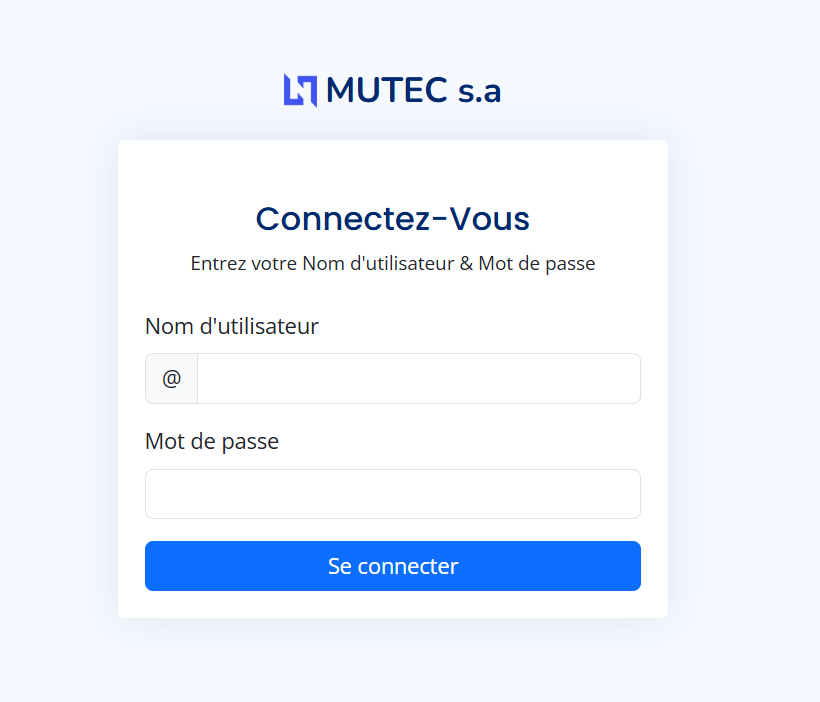 MUTEC s.a
Connectez-Vous
Entrez votre Nom d'utilisateur & Mot de passe
Nom d'utilisateur
@
Mot de passe
Se connecter